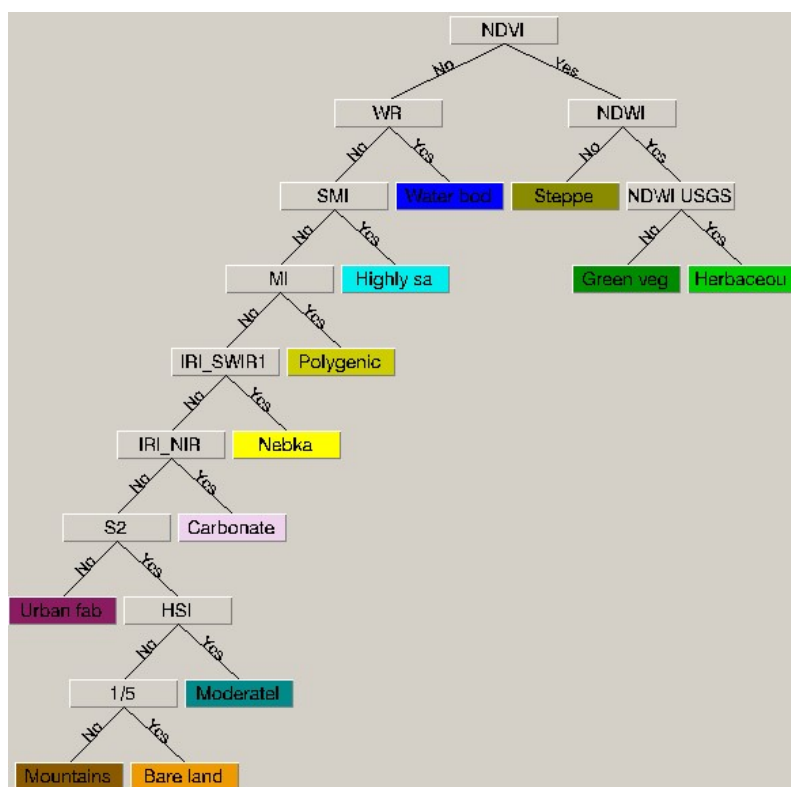 NDVI
No Yes
WR NDWI
No Yes No Yes
SMI Water bod Steppe NDWI USGS
No Yes No Yes
MI Highly sa Green veg Herbaceou
No Yes
IRI_SWIR1 Polygenic
No Yes
IRI_NIR Nebka
No Yes
S2 Carbonate
No Yes
Urban fab HSI
No Yes
1/5 Moderatel
No Yes
Mountains Bare land